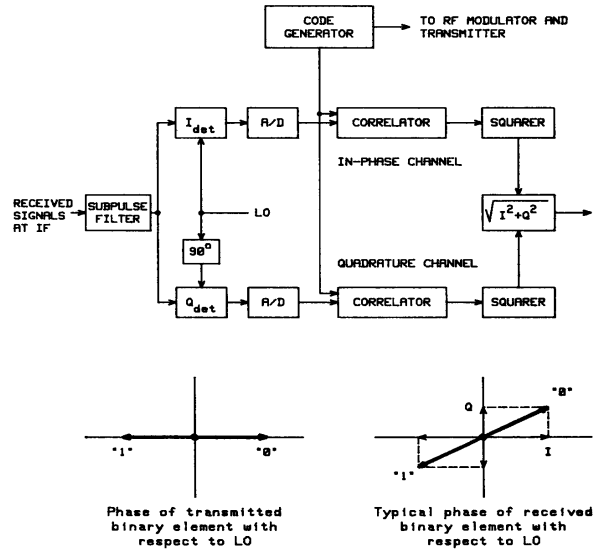 CODE
GENERATOR
TO RF MODULATOR AND
TRANSMITTER
I det
A/D
CORRELATOR
SQUARER
IN-PHASE CHANNEL
RECEIVED
SIGNALS
AT IF
SUBPULSE
FILTER
LO
√I²+Q²
90°
QUADRATURE CHANNEL
Q det
A/D
CORRELATOR
SQUARER
"1"
"0"
Phase of transmitted
binary element with
respect to LO
Q
"0"
I
"1"
Typical phase of received
binary element with
respect to LO